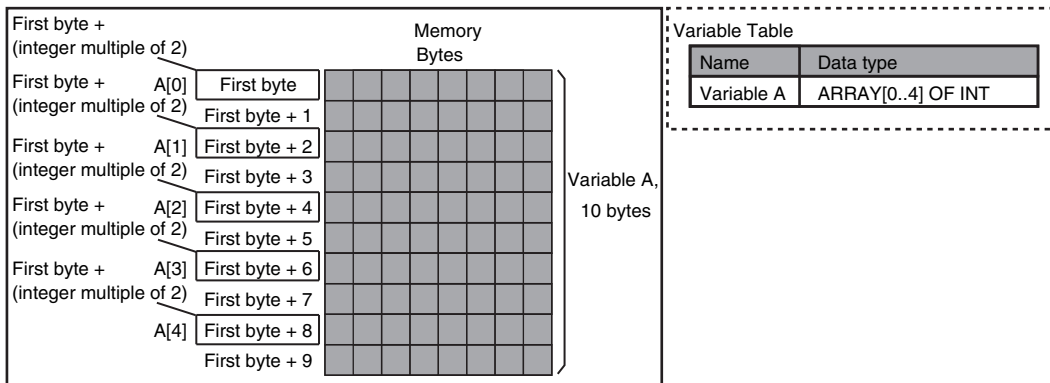 First byte +
(integer multiple of 2)
Memory
Bytes
First byte +
(integer multiple of 2)
A[0]
First byte
First byte + 1
First byte +
(integer multiple of 2)
A[1]
First byte + 2
First byte + 3
First byte +
(integer multiple of 2)
A[2]
First byte + 4
First byte + 5
First byte +
(integer multiple of 2)
A[3]
First byte + 6
First byte + 7
A[4]
First byte + 8
First byte + 9
Variable A,
10 bytes
Variable Table
Name Data type
Variable A ARRAY[0..4] OF INT